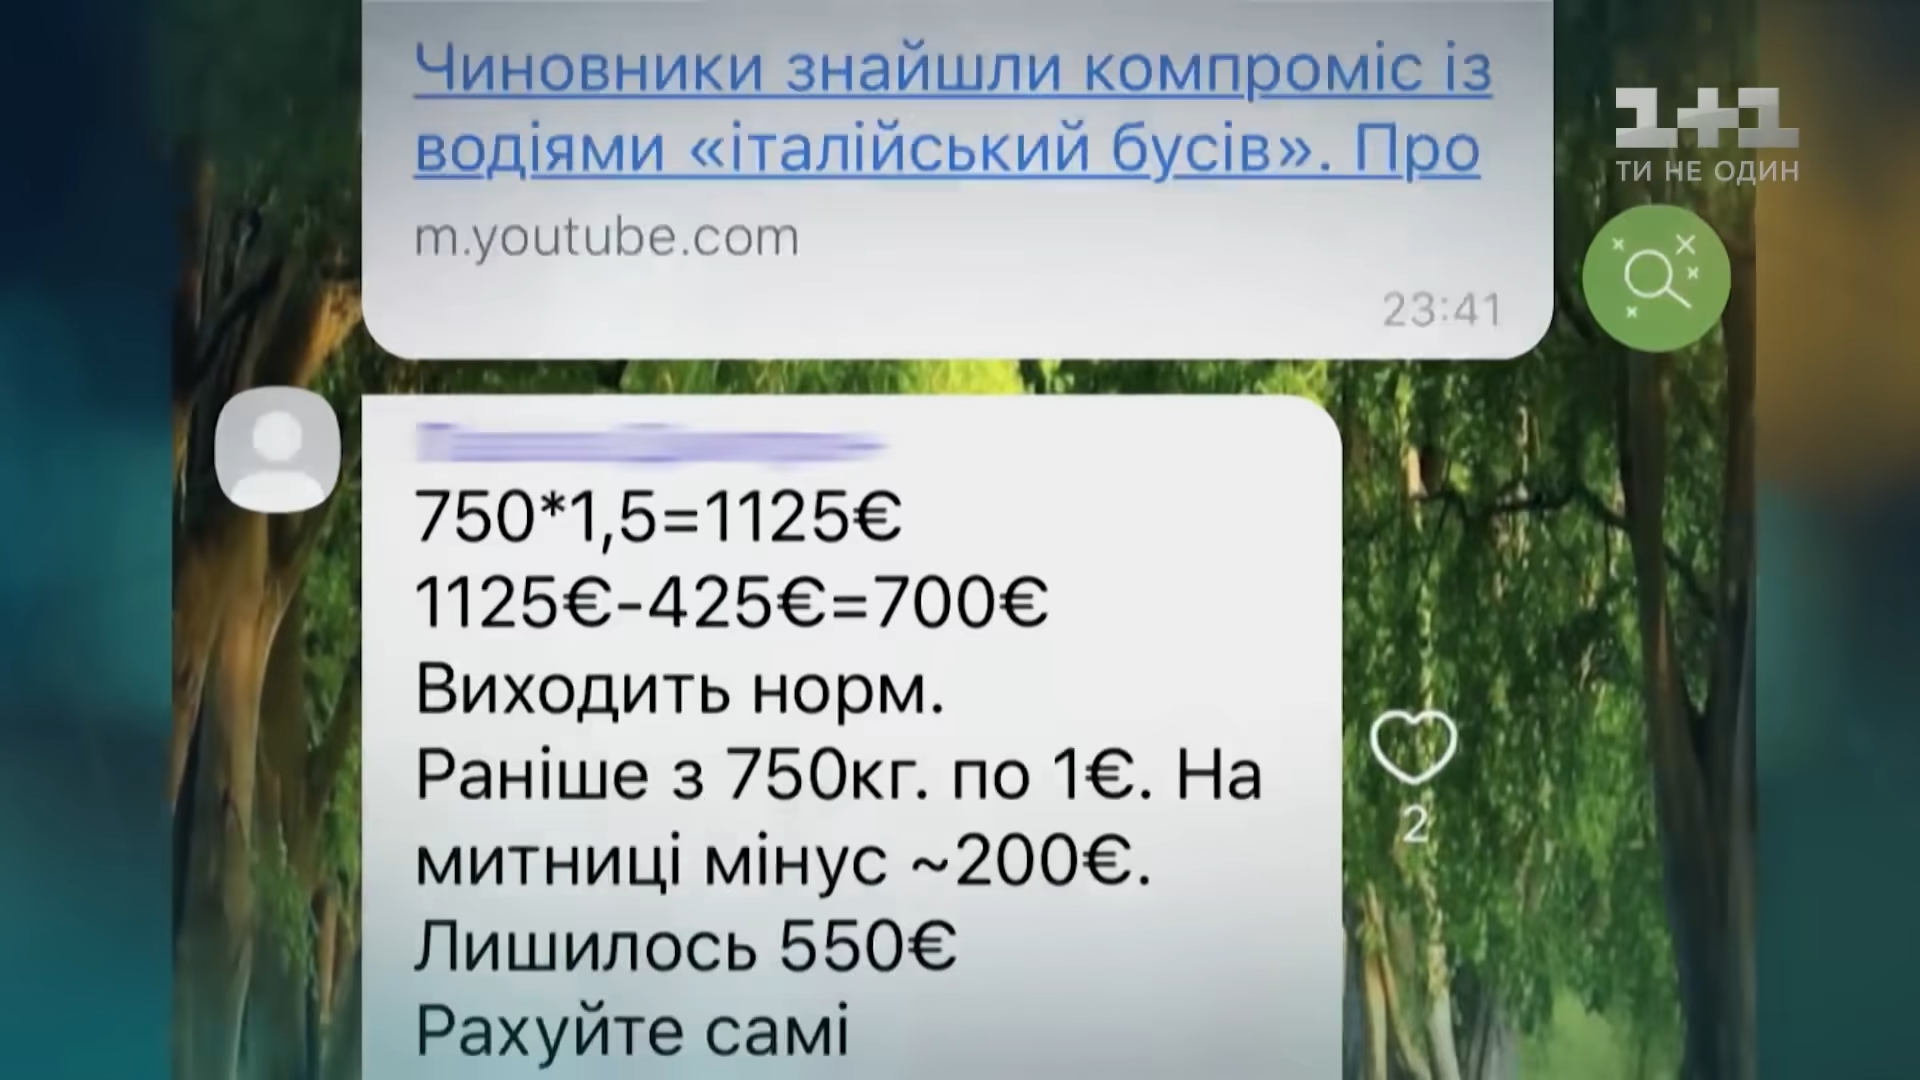 Чиновники знайшли компроміс із
водіями «італійський бусів». Про
m.youtube.com
23:41
1+1
ТИ НЕ ОДИН
750*1,5=1125€
1125€-425€=700€
Виходить норм.
Раніше з 750кг. по 1€. На
митниці мінус ~200€.
Лишилось 550€
Рахуйте самі
2